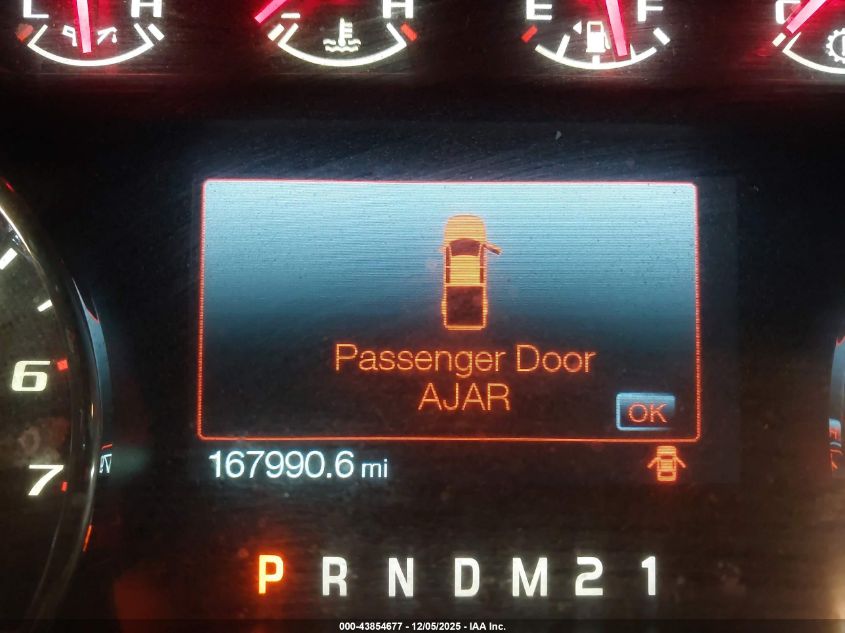 L H H E F C
6
7
Passenger Door
AJAR
OK
167990.6 mi
P R N D M 2 1
000-43854677 - 12/05/2025 - IAA Inc.